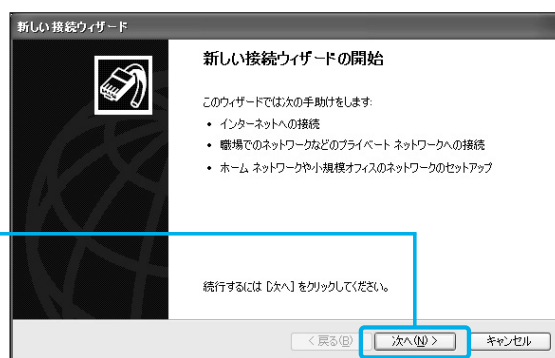 新しい接続ウィザード
新しい接続ウィザードの開始
このウィザードでは次の手助けをします:
• インターネットへの接続
• 職場でのネットワークなどのプライベート ネットワークへの接続
• ホーム ネットワークや小規模オフィスのネットワークのセットアップ
続行するには [次へ] をクリックしてください。
< 戻る(B) 次へ(N) > キャンセル